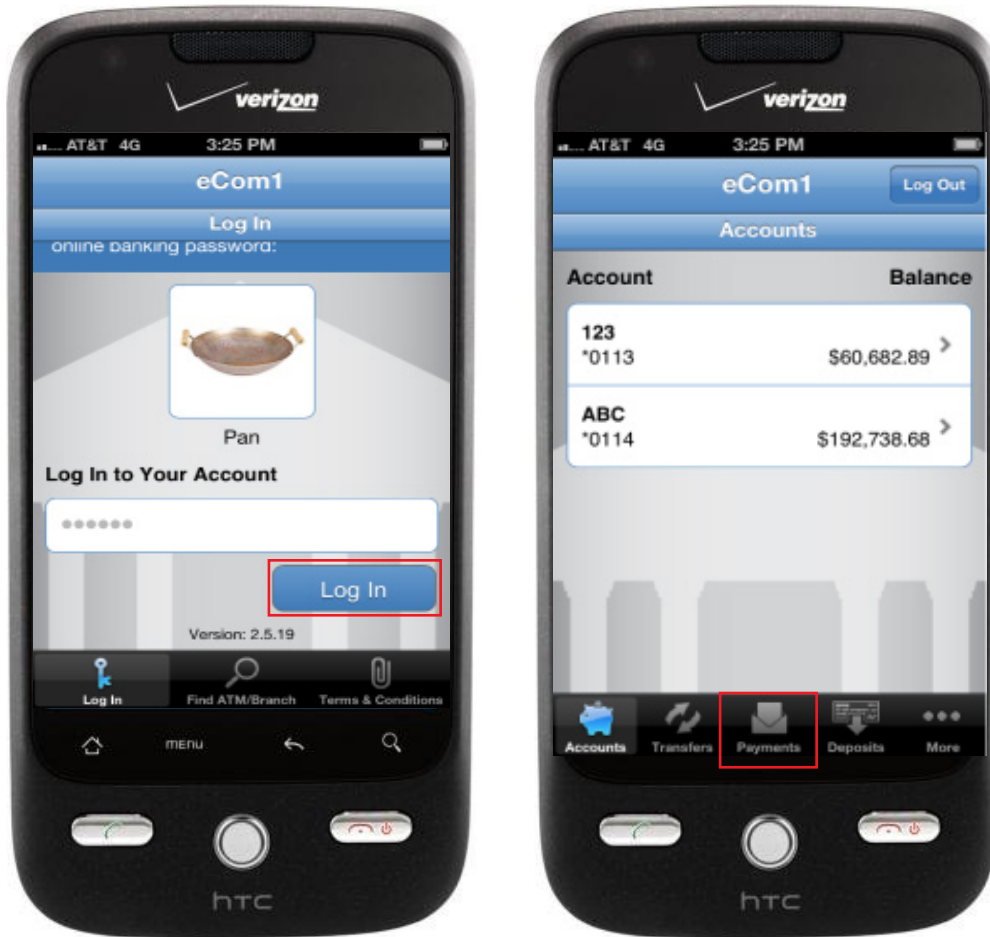 verizon
AT&T 4G 3:25 PM
eCom1
Log In
online banking password:
Pan
Log In to Your Account
Log In
Version: 2.5.19
Log In Find ATM/Branch Terms & Conditions
MENU
hTC
verizon
AT&T 4G 3:25 PM
eCom1 Log Out
Accounts
Account Balance
123
*0113 $60,682.89
ABC
*0114 $192,738.68
Accounts Transfers Payments Deposits More
hTC